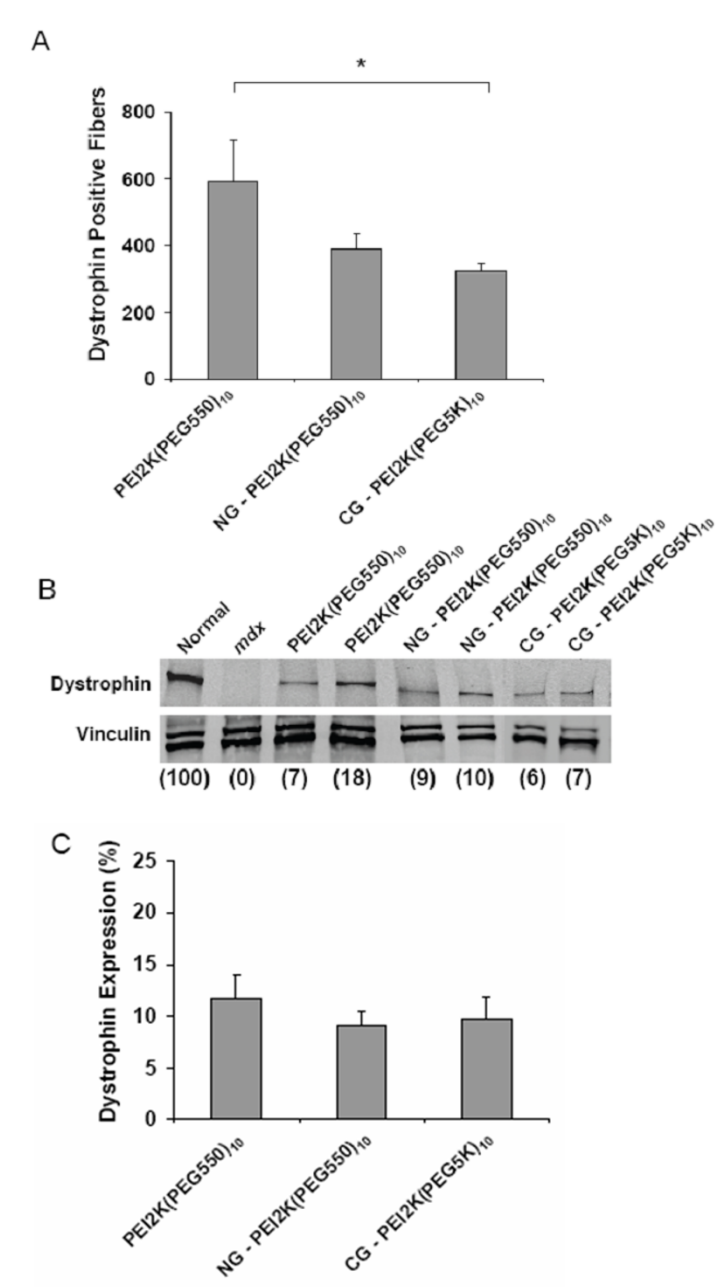 A
*
Dystrophin Positive Fibers
800
600
400
200
0
PEI2K(PEG550)₁₀
NG - PEI2K(PEG550)₁₀
CG - PEI2K(PEG5K)₁₀
B
Normal
mdx
PEI2K(PEG550)₁₀
PEI2K(PEG550)₁₀
NG - PEI2K(PEG550)₁₀
NG - PEI2K(PEG550)₁₀
CG - PEI2K(PEG5K)₁₀
CG - PEI2K(PEG5K)₁₀
Dystrophin
Vinculin
(100) (0) (7) (18) (9) (10) (6) (7)
C
Dystrophin Expression (%)
25
20
15
10
5
0
PEI2K(PEG550)₁₀
NG - PEI2K(PEG550)₁₀
CG - PEI2K(PEG5K)₁₀